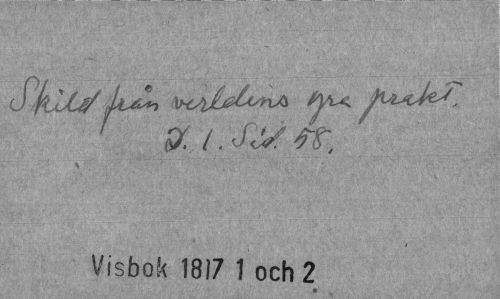 Skild från verldens yra prakt.
D. 1. Sid. 58.
Visbok 1817 1 och 2